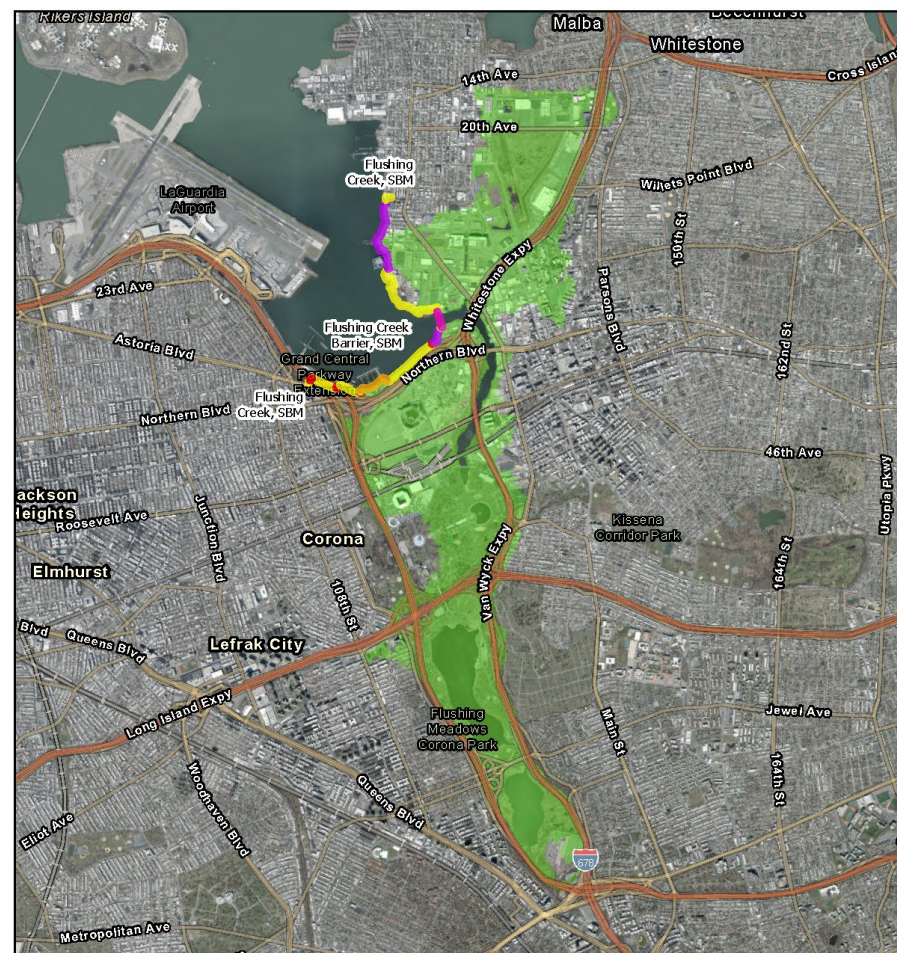 Rikers Island
Malba
Beechhurst
Whitestone
Cross Island
14th Ave
20th Ave
Flushing
Creek, SBM
Willets Point Blvd
LaGuardia
Airport
150th St
Whitestone Expy
23rd Ave
Parsons Blvd
Flushing Creek
Barrier, SBM
Astoria Blvd
162nd St
Northern Blvd
Grand Central
Parkway
Extension
Flushing
Creek, SBM
Northern Blvd
46th Ave
Utopia Pkwy
ackson
Heights
Roosevelt Ave
Junction Blvd
Kissena
Corridor Park
Corona
Van Wyck Expy
164th St
Elmhurst
108th St
Blvd
Queens Blvd
Lefrak City
Long Island Expy
Flushing
Meadows
Corona Park
Main St
Jewel Ave
164th St
Queens Blvd
Woodhaven Blvd
Eliot Ave
678
Metropolitan Ave